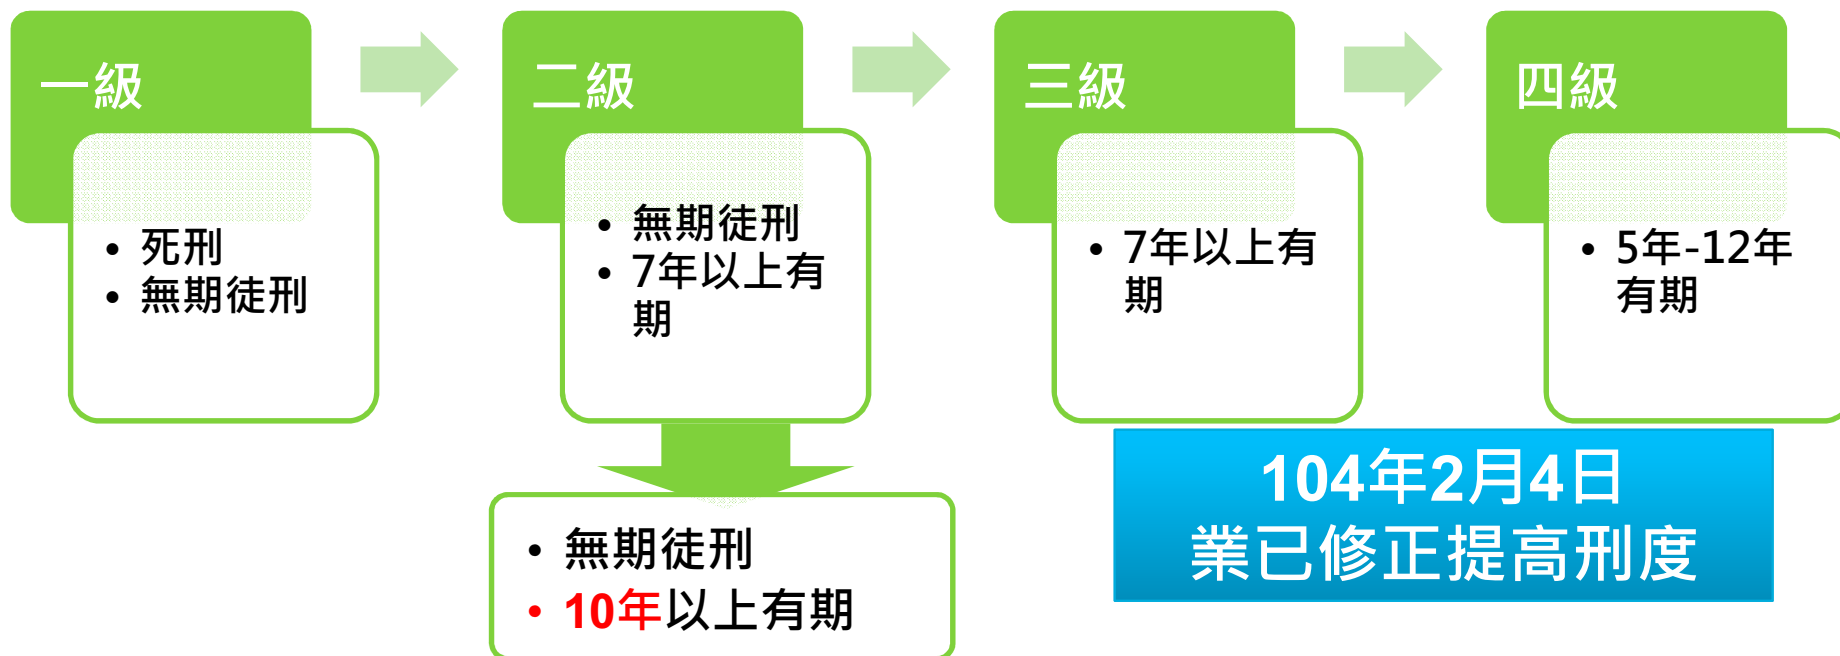 一級
• 死刑
• 無期徒刑
二級
• 無期徒刑
• 7年以上有
期
• 無期徒刑
• 10年以上有期
三級
• 7年以上有
期
四級
• 5年-12年
有期
104年2月4日
業已修正提高刑度